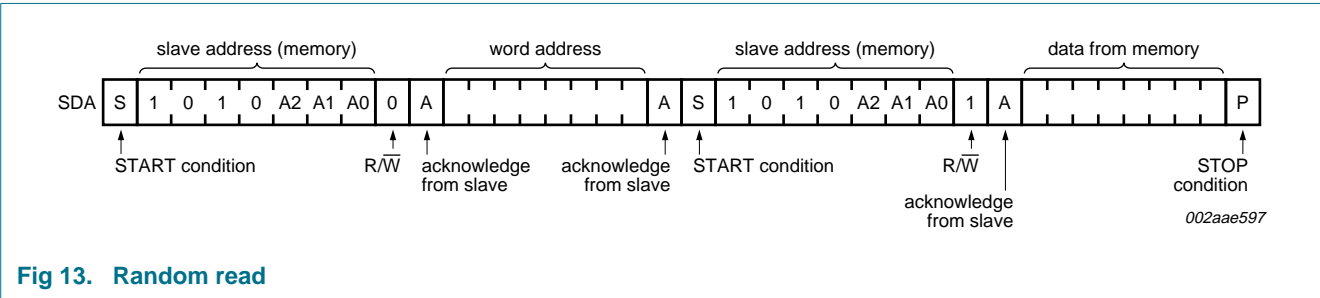 slave address (memory) word address slave address (memory) data from memory
SDA S 1 0 1 0 A2 A1 A0 0 A A S 1 0 1 0 A2 A1 A0 1 A P
START condition R/W̅ acknowledge from slave acknowledge from slave START condition R/W̅ acknowledge from slave STOP condition
002aae597
Fig 13. Random read